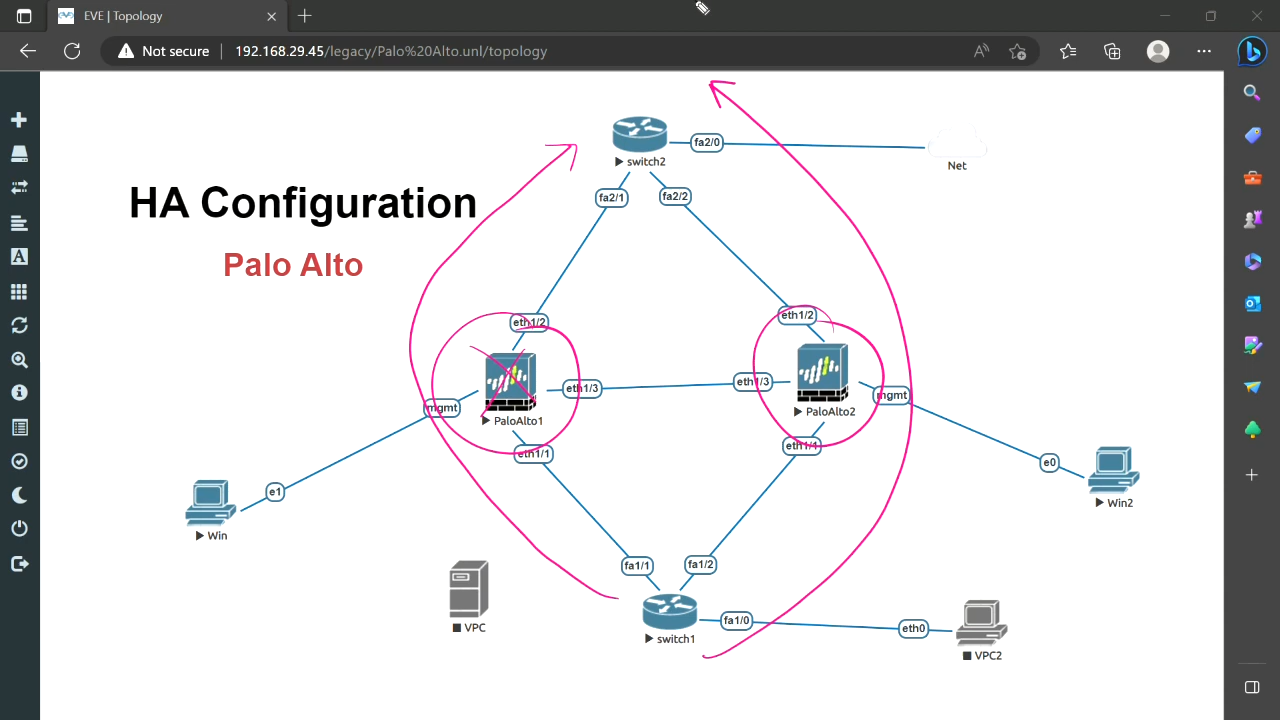 EVE | Topology
Not secure
192.168.29.45/legacy/Palo%20Alto.unl/topology
HA Configuration
Palo Alto
switch2
fa2/0
Net
fa2/1
fa2/2
eth1/2
eth1/2
PaloAlto1
eth1/3
eth1/3
PaloAlto2
mgmt
mgmt
eth1/1
eth1/1
e1
Win
e0
Win2
fa1/1
fa1/2
VPC
switch1
fa1/0
eth0
VPC2